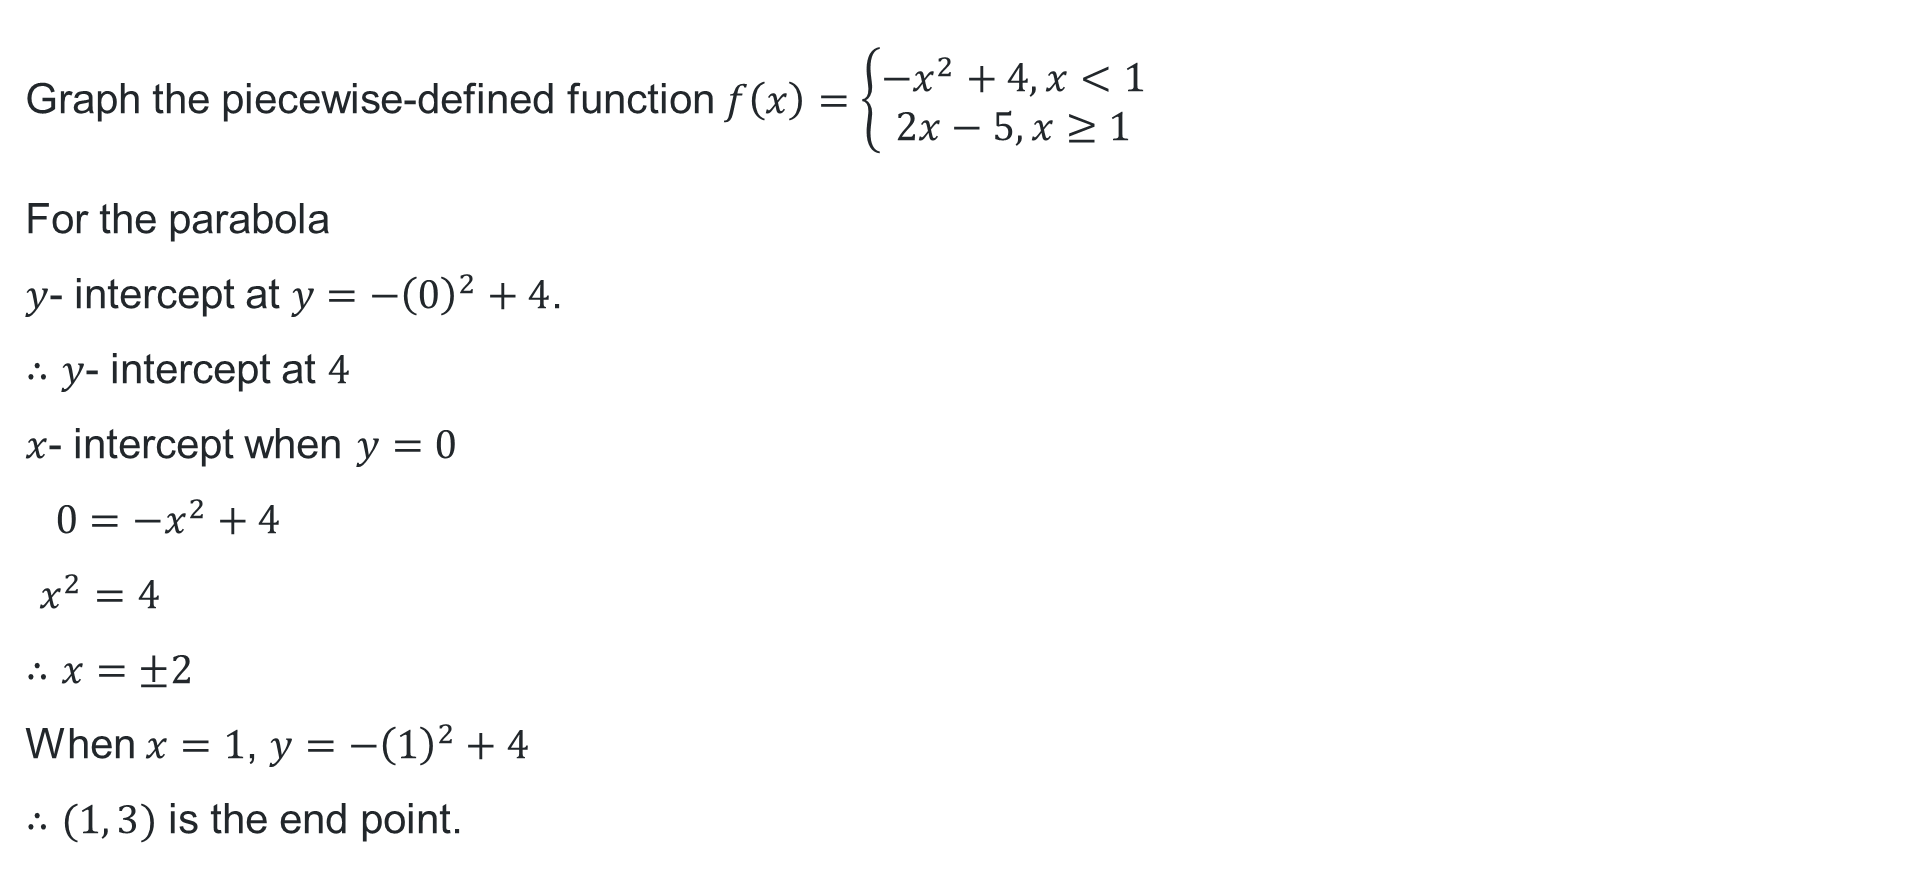 Graph the piecewise-defined function f(x) = {−x² + 4, x < 1
2x − 5, x ≥ 1
For the parabola
y- intercept at y = −(0)² + 4.
∴ y- intercept at 4
x- intercept when y = 0
0 = −x² + 4
x² = 4
∴ x = ±2
When x = 1, y = −(1)² + 4
∴ (1, 3) is the end point.